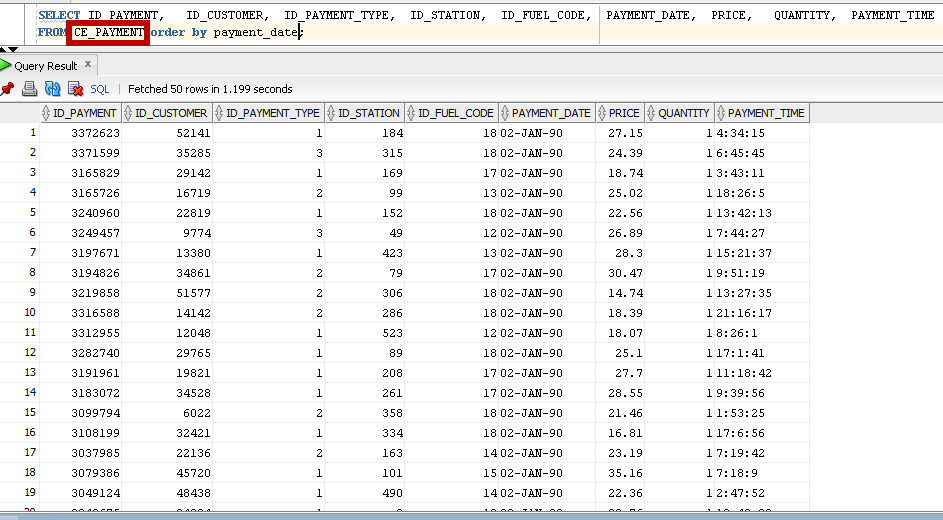 SELECT ID_PAYMENT, ID_CUSTOMER, ID_PAYMENT_TYPE, ID_STATION, ID_FUEL_CODE, PAYMENT_DATE, PRICE, QUANTITY, PAYMENT_TIME
FROM CE_PAYMENT order by payment_date;
Query Result x
SQL | Fetched 50 rows in 1.199 seconds
ID_PAYMENT ID_CUSTOMER ID_PAYMENT_TYPE ID_STATION ID_FUEL_CODE PAYMENT_DATE PRICE QUANTITY PAYMENT_TIME
1 3372623 52141 1 184 18 02-JAN-90 27.15 1 4:34:15
2 3371599 35285 3 315 18 02-JAN-90 24.39 1 6:45:45
3 3165829 29142 1 169 17 02-JAN-90 18.74 1 3:43:11
4 3165726 16719 2 99 13 02-JAN-90 25.02 1 18:26:5
5 3240960 22819 1 152 18 02-JAN-90 22.56 1 13:42:13
6 3249457 9774 3 49 12 02-JAN-90 26.89 1 7:44:27
7 3197671 13380 1 423 13 02-JAN-90 28.3 1 15:21:37
8 3194826 34861 2 79 17 02-JAN-90 30.47 1 9:51:19
9 3219858 51577 2 306 18 02-JAN-90 14.74 1 13:27:35
10 3316588 14142 2 286 18 02-JAN-90 18.39 1 21:16:17
11 3312955 12048 1 523 12 02-JAN-90 18.07 1 8:26:1
12 3282740 29765 1 89 18 02-JAN-90 25.1 1 17:1:41
13 3191961 19821 1 208 17 02-JAN-90 27.7 1 11:18:42
14 3183072 34528 1 261 17 02-JAN-90 28.55 1 9:39:56
15 3099794 6022 2 358 18 02-JAN-90 21.46 1 1:53:25
16 3108199 32421 1 334 18 02-JAN-90 16.81 1 17:6:56
17 3037985 22136 2 163 14 02-JAN-90 23.19 1 7:19:42
18 3079386 45720 1 101 15 02-JAN-90 35.16 1 7:18:9
19 3049124 48438 1 490 14 02-JAN-90 22.36 1 2:47:52